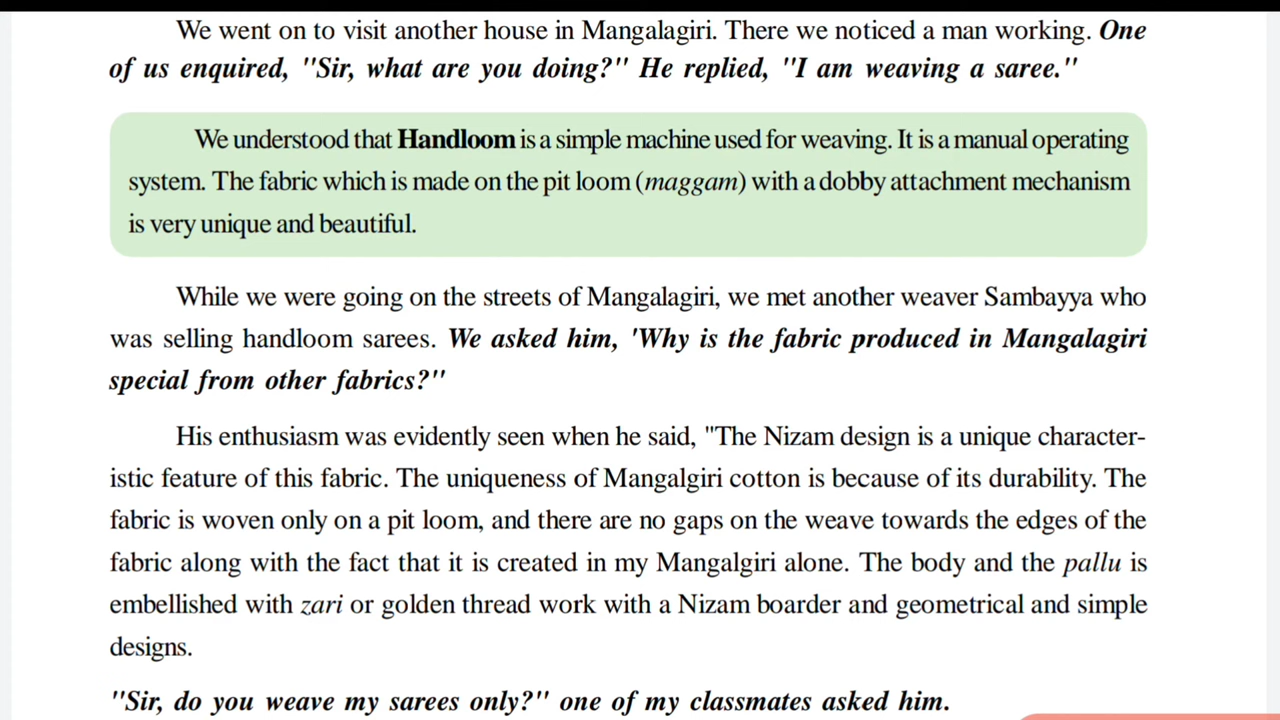 We went on to visit another house in Mangalagiri. There we noticed a man working. One
of us enquired, "Sir, what are you doing?" He replied, "I am weaving a saree."
We understood that Handloom is a simple machine used for weaving. It is a manual operating
system. The fabric which is made on the pit loom (maggam) with a dobby attachment mechanism
is very unique and beautiful.
While we were going on the streets of Mangalagiri, we met another weaver Sambayya who
was selling handloom sarees. We asked him, 'Why is the fabric produced in Mangalagiri
special from other fabrics?"
His enthusiasm was evidently seen when he said, "The Nizam design is a unique character-
istic feature of this fabric. The uniqueness of Mangalgiri cotton is because of its durability. The
fabric is woven only on a pit loom, and there are no gaps on the weave towards the edges of the
fabric along with the fact that it is created in my Mangalgiri alone. The body and the pallu is
embellished with zari or golden thread work with a Nizam boarder and geometrical and simple
designs.
"Sir, do you weave my sarees only?" one of my classmates asked him.